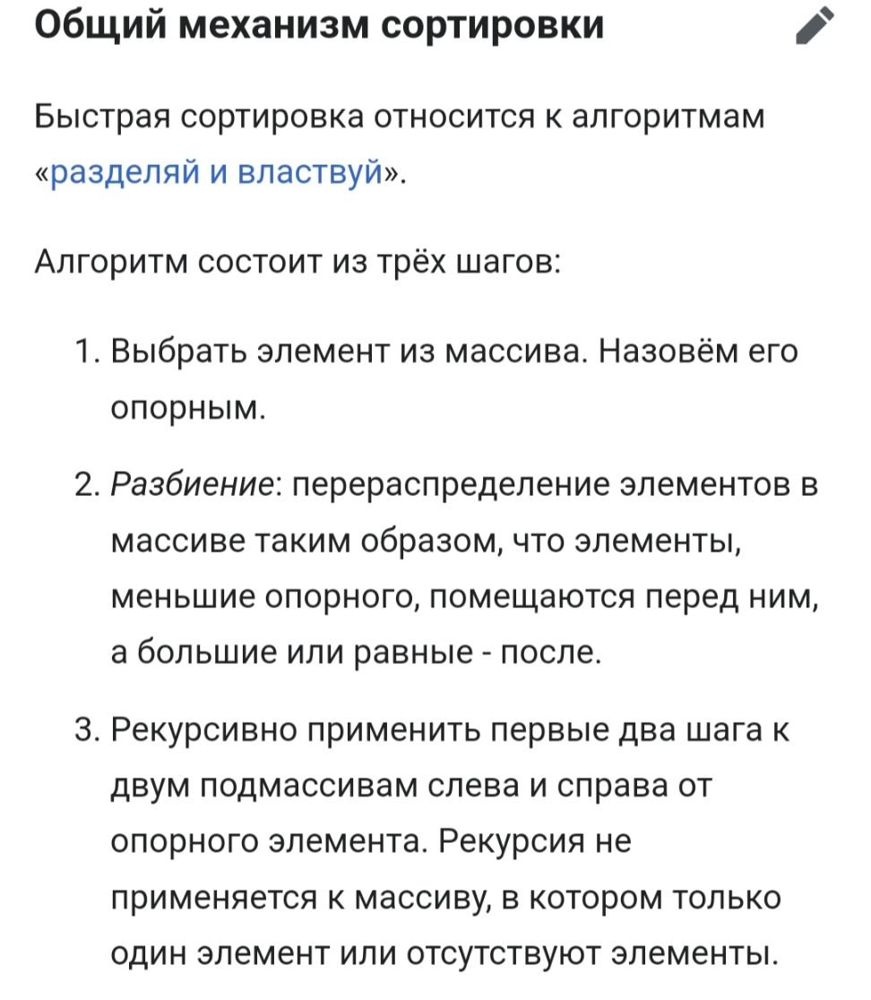 Общий механизм сортировки
Быстрая сортировка относится к алгоритмам
«разделяй и властвуй».
Алгоритм состоит из трёх шагов:
1. Выбрать элемент из массива. Назовём его
опорным.
2. Разбиение: перераспределение элементов в
массиве таким образом, что элементы,
меньшие опорного, помещаются перед ним,
а большие или равные - после.
3. Рекурсивно применить первые два шага к
двум подмассивам слева и справа от
опорного элемента. Рекурсия не
применяется к массиву, в котором только
один элемент или отсутствуют элементы.